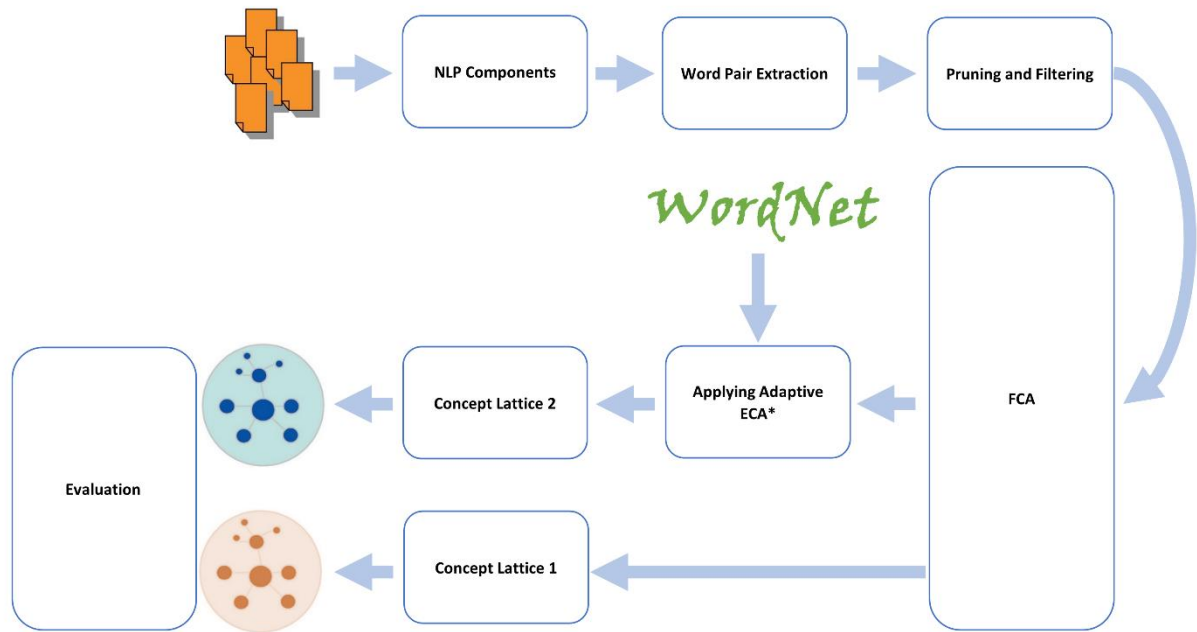 NLP Components
Word Pair Extraction
Pruning and Filtering
WordNet
Applying Adaptive
ECA*
Concept Lattice 2
FCA
Evaluation
Concept Lattice 1